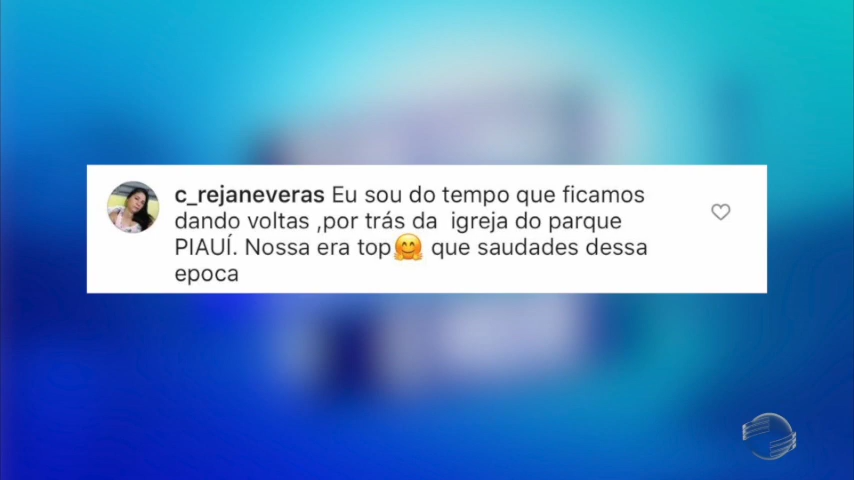 c_rejaneveras Eu sou do tempo que ficamos
dando voltas ,por trás da  igreja do parque
PIAUÍ. Nossa era top🤗 que saudades dessa
epoca